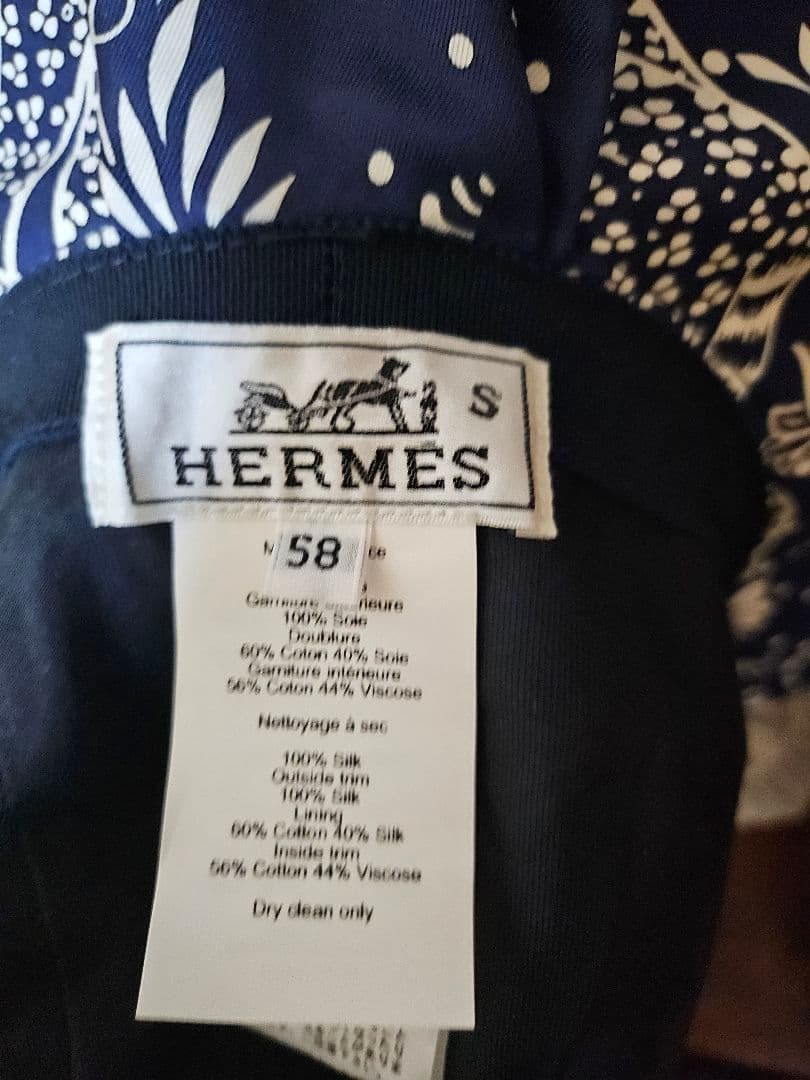 S
HERMES
58
100% Soie
Doublure
60% Coton 40% Soie
Garniture intérieure
56% Coton 44% Viscose
Nettoyage à sec
100% Silk
Outside trim
100% Silk
Lining
60% Cotton 40% Silk
Inside trim
56% Cotton 44% Viscose
Dry clean only